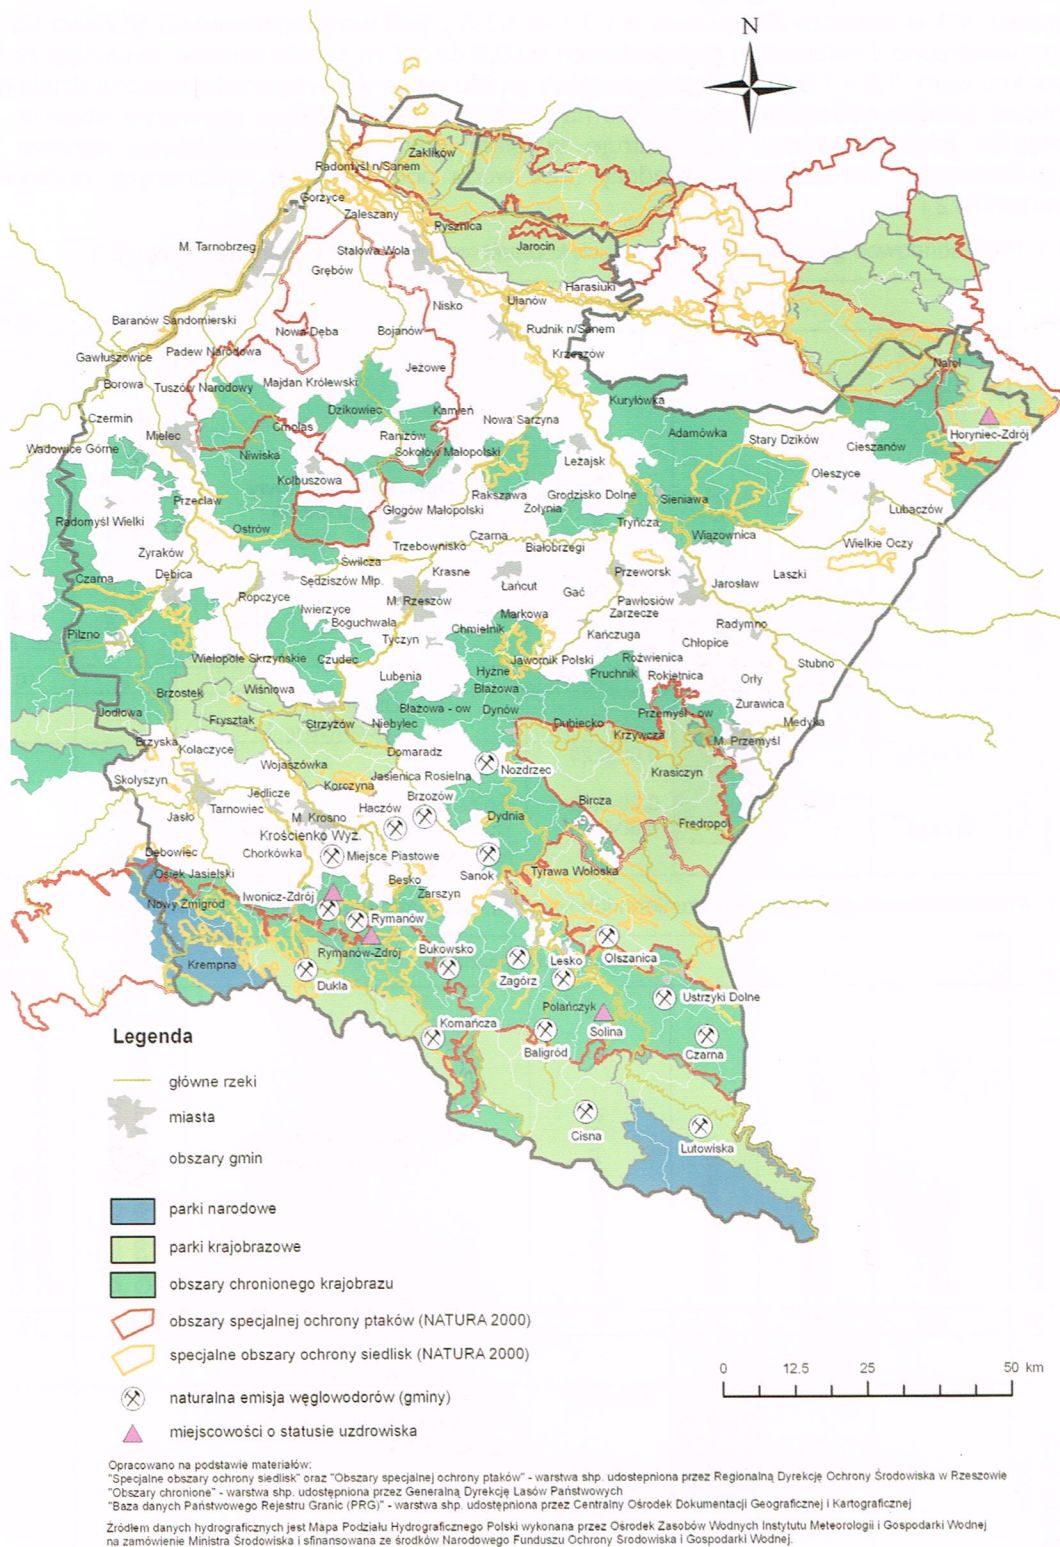 N
Zaklików
Radomyśl n/Sanem
Gorzyce
Zaleszany
Pysznica
M. Tarnobrzeg
Stalowa Wola
Jarocin
Grębów
Harasiuki
Nisko
Ulanów
Baranów Sandomierski
Nowa Dęba
Bojanów
Rudnik n/Sanem
Gawłuszowice
Padew Narodowa
Krzeszów
Jeżowe
Narol
Borowa
Tuszów Narodowy
Majdan Królewski
Kuryłówka
Czermin
Dzikowiec
Kamień
Nowa Sarzyna
Horyniec-Zdrój
Mielec
Cmolas
Raniżów
Adamówka
Stary Dzików
Cieszanów
Wadowice Górne
Niwiska
Sokołów Małopolski
Leżajsk
Oleszyce
Kolbuszowa
Rakszawa
Grodzisko Dolne
Sieniawa
Przecław
Głogów Małopolski
Żołynia
Lubaczów
Radomyśl Wielki
Ostrów
Tryńcza
Czarna
Wiązownica
Trzebownisko
Białobrzegi
Wielkie Oczy
Żyraków
Świlcza
Dębica
Sędziszów Młp.
Krasne
Łańcut
Przeworsk
Laszki
Czarna
Ropczyce
M. Rzeszów
Gać
Jarosław
Iwierzyce
Pawłosiów
Boguchwała
Markowa
Zarzecze
Radymno
Pilzno
Tyczyn
Chmielnik
Kańczuga
Chłopice
Wielopole Skrzyńskie
Czudec
Jawornik Polski
Roźwienica
Stubno
Lubenia
Hyżne
Pruchnik
Rokietnica
Orły
Brzostek
Wiśniowa
Błażowa
Żurawica
Jodłowa
Frysztak
Strzyżów
Niebylec
Błażowa - ow
Dynów
Dubiecko
Przemyśl - ow
Medyka
Brzyska
Kołaczyce
Krzywcza
M. Przemyśl
Domaradz
Wojaszówka
Jasienica Rosielna
Nozdrzec
Krasiczyn
Skołyszyn
Jedlicze
Korczyna
Brzozów
Bircza
Tarnowiec
Haczów
Jasło
M. Krosno
Dydnia
Fredropol
Krościenko Wyż.
Chorkówka
Miejsce Piastowe
Dębowiec
Osiek Jasielski
Besko
Sanok
Tyrawa Wołoska
Iwonicz-Zdrój
Zarszyn
Nowy Żmigród
Rymanów
Rymanów-Zdrój
Bukowsko
Olszanica
Krempna
Lesko
Zagórz
Dukla
Ustrzyki Dolne
Polańczyk
Komańcza
Solina
Baligród
Czarna
Cisna
Lutowiska
Legenda
główne rzeki
miasta
obszary gmin
parki narodowe
parki krajobrazowe
obszary chronionego krajobrazu
obszary specjalnej ochrony ptaków (NATURA 2000)
specjalne obszary ochrony siedlisk (NATURA 2000)
naturalna emisja węglowodorów (gminy)
miejscowości o statusie uzdrowiska
0 12.5 25 50 km
Opracowano na podstawie materiałów:
"Specjalne obszary ochrony siedlisk" oraz "Obszary specjalnej ochrony ptaków" - warstwa shp. udostepniona przez Regionalną Dyrekcję Ochrony Środowiska w Rzeszowie
"Obszary chronione" - warstwa shp. udostępniona przez Generalną Dyrekcję Lasów Państwowych
"Baza danych Państwowego Rejestru Granic (PRG)" - warstwa shp. udostępniona przez Centralny Ośrodek Dokumentacji Geograficznej i Kartograficznej
Źródłem danych hydrograficznych jest Mapa Podziału Hydrograficznego Polski wykonana przez Ośrodek Zasobów Wodnych Instytutu Meteorologii i Gospodarki Wodnej
na zamówienie Ministra Środowiska i sfinansowana ze środków Narodowego Funduszu Ochrony Środowiska i Gospodarki Wodnej.